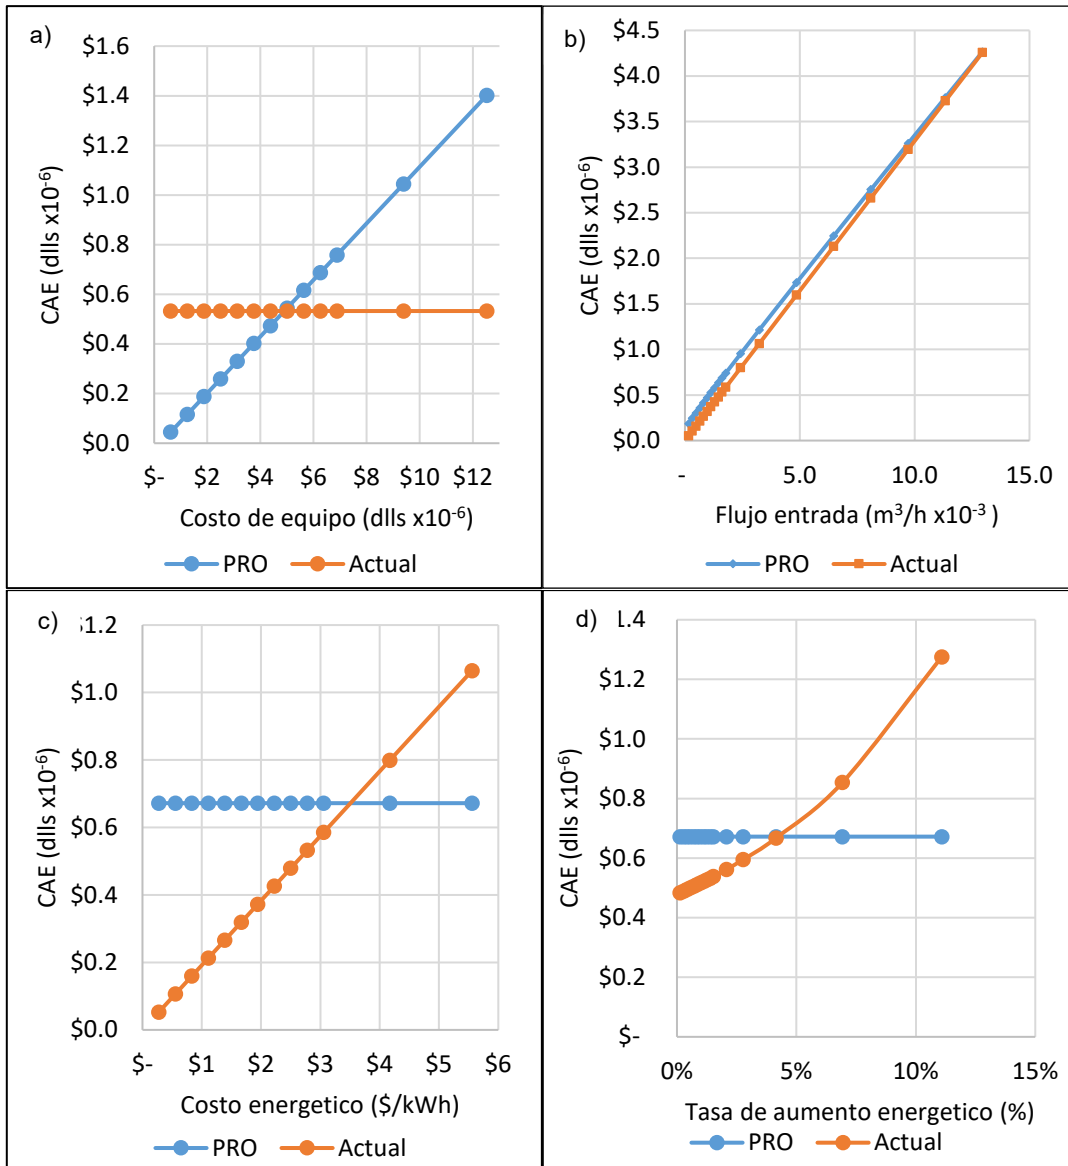 a)
$1.6
$1.4
$1.2
$1.0
$0.8
$0.6
$0.4
$0.2
$0.0
CAE (dlls x10⁻⁶)
$- $2 $4 $6 $8 $10 $12
Costo de equipo (dlls x10⁻⁶)
PRO Actual
b)
$4.5
$4.0
$3.5
$3.0
$2.5
$2.0
$1.5
$1.0
$0.5
$0.0
CAE (dlls x10⁻⁶)
- 5.0 10.0 15.0
Flujo entrada (m³/h x10⁻³ )
PRO Actual
c)
$1.2
$1.0
$0.8
$0.6
$0.4
$0.2
$0.0
CAE (dlls x10⁻⁶)
$- $1 $2 $3 $4 $5 $6
Costo energetico ($/kWh)
PRO Actual
d)
1.4
$1.2
$1.0
$0.8
$0.6
$0.4
$0.2
$-
CAE (dlls x10⁻⁶)
0% 5% 10% 15%
Tasa de aumento energetico (%)
PRO Actual